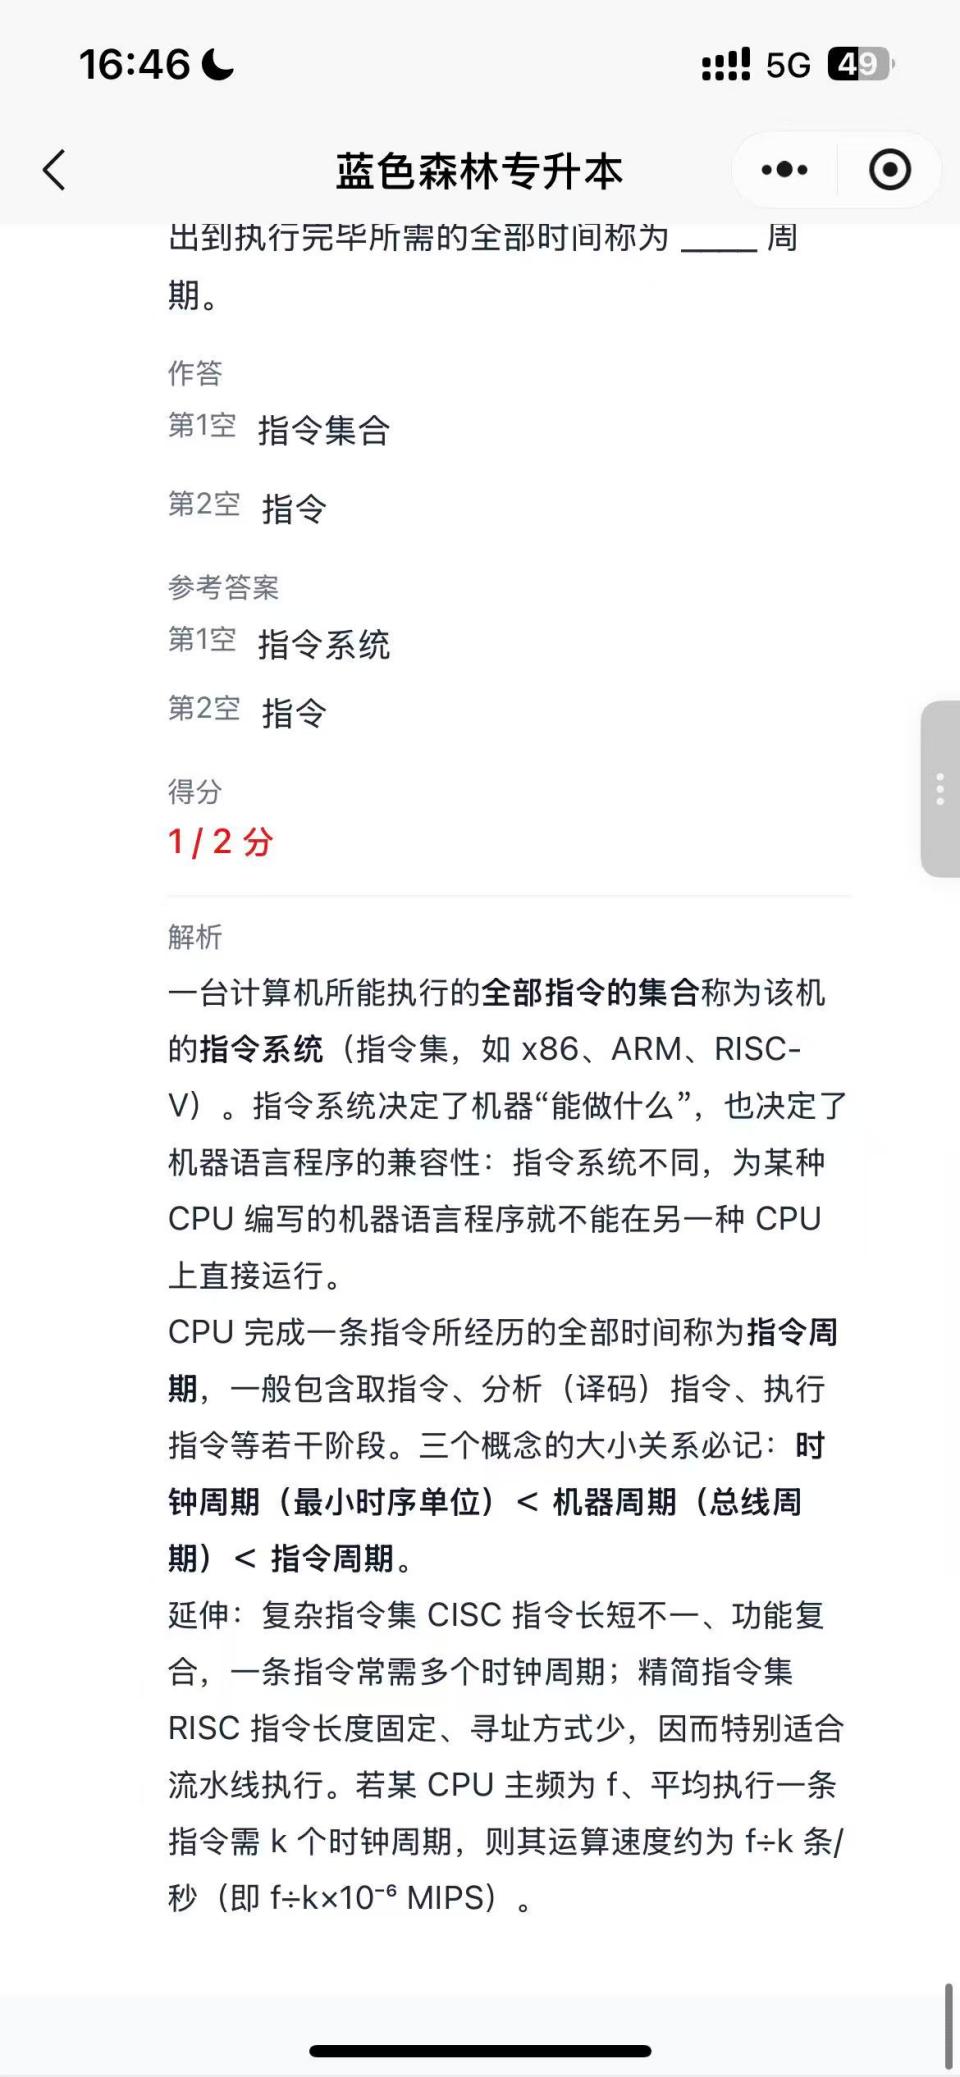 16:46
5G 49
蓝色森林专升本
出到执行完毕所需的全部时间称为 _____ 周
期。
作答
第1空 指令集合
第2空 指令
参考答案
第1空 指令系统
第2空 指令
得分
1 / 2 分
解析
一台计算机所能执行的全部指令的集合称为该机
的指令系统（指令集，如 x86、ARM、RISC-
V）。指令系统决定了机器“能做什么”，也决定了
机器语言程序的兼容性：指令系统不同，为某种
CPU 编写的机器语言程序就不能在另一种 CPU
上直接运行。
CPU 完成一条指令所经历的全部时间称为指令周
期，一般包含取指令、分析（译码）指令、执行
指令等若干阶段。三个概念的大小关系必记：时
钟周期（最小时序单位）< 机器周期（总线周
期）< 指令周期。
延伸：复杂指令集 CISC 指令长短不一、功能复
合，一条指令常需多个时钟周期；精简指令集
RISC 指令长度固定、寻址方式少，因而特别适合
流水线执行。若某 CPU 主频为 f、平均执行一条
指令需 k 个时钟周期，则其运算速度约为 f÷k 条/
秒（即 f÷k×10⁻⁶ MIPS）。